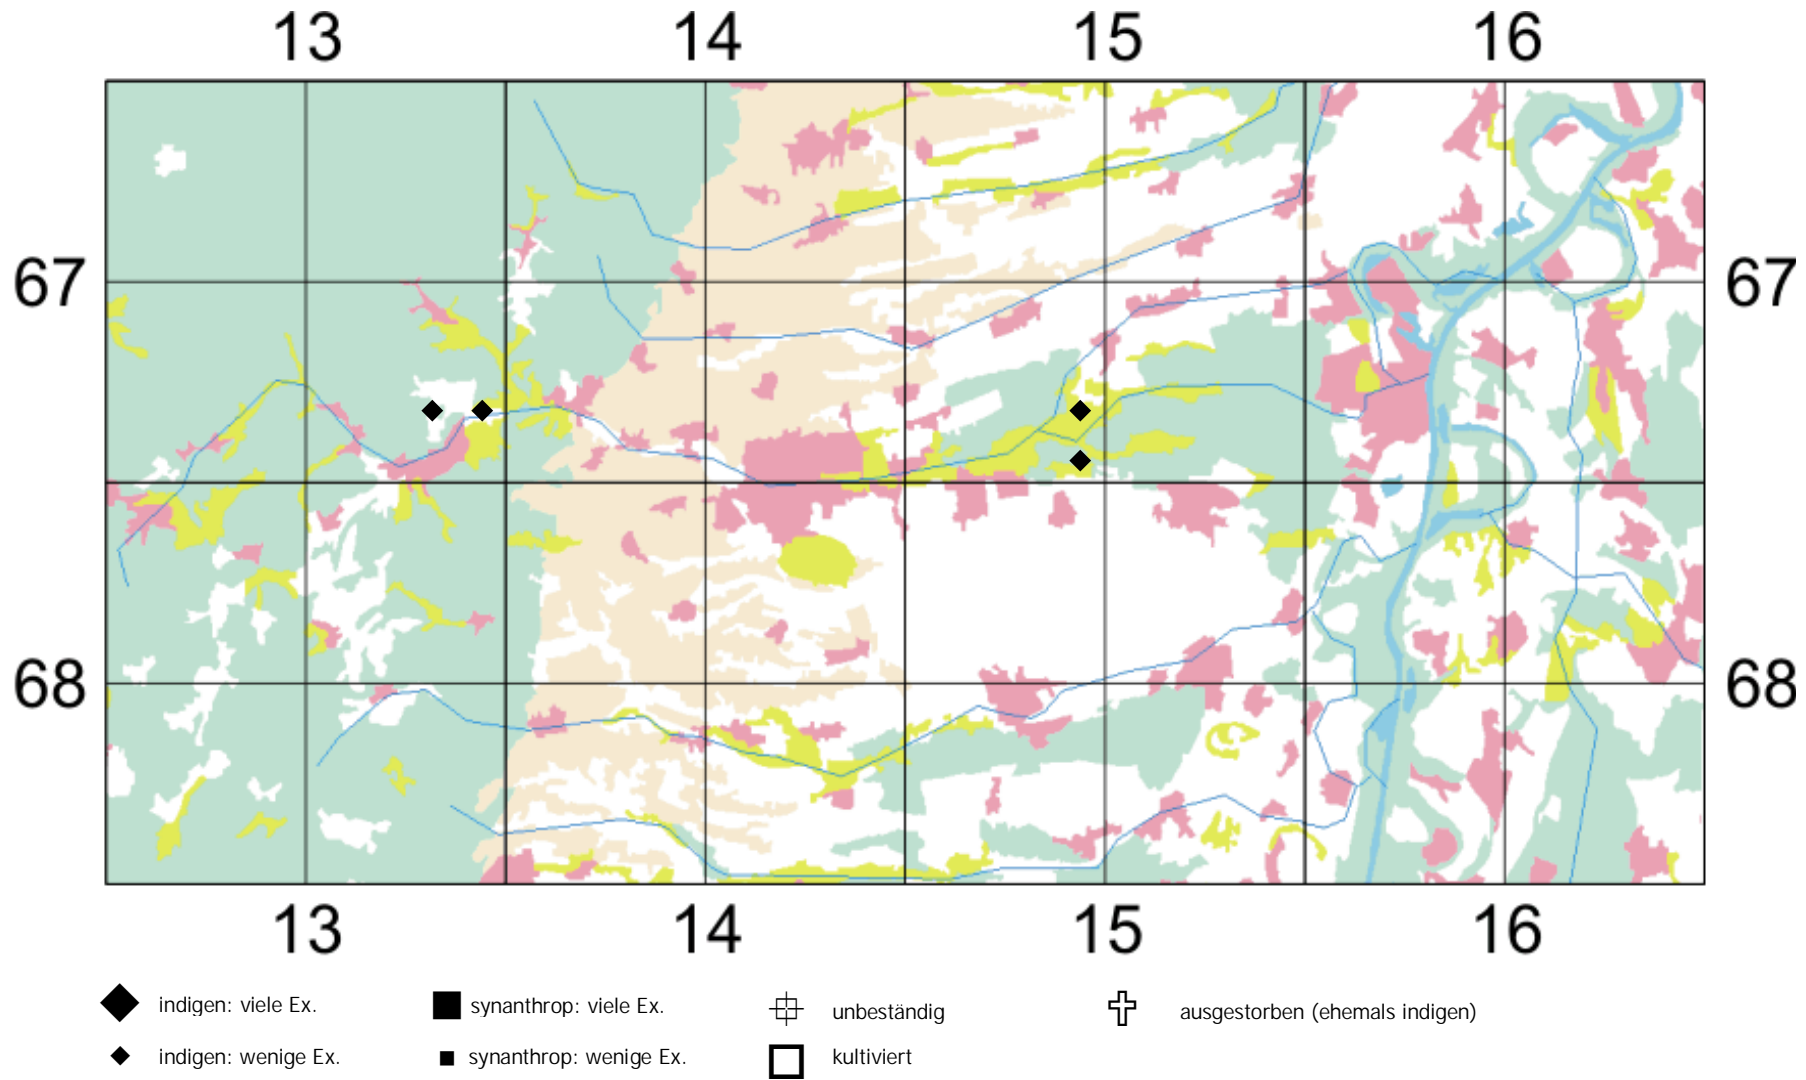 13 14 15 16
67 67
68 68
13 14 15 16
indigen: viele Ex. synanthrop: viele Ex. unbeständig ausgestorben (ehemals indigen)
indigen: wenige Ex. synanthrop: wenige Ex. kultiviert